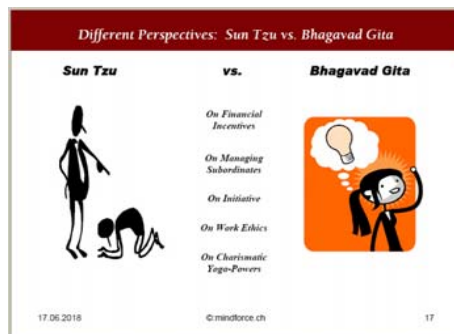 Different Perspectives: Sun Tzu vs. Bhagavad Gita
Sun Tzu vs. Bhagavad Gita
On Financial
Incentives
On Managing
Subordinates
On Initiative
On Work Ethics
On Charismatic
Yoga-Powers
17.06.2018 ©mindforce.ch 17